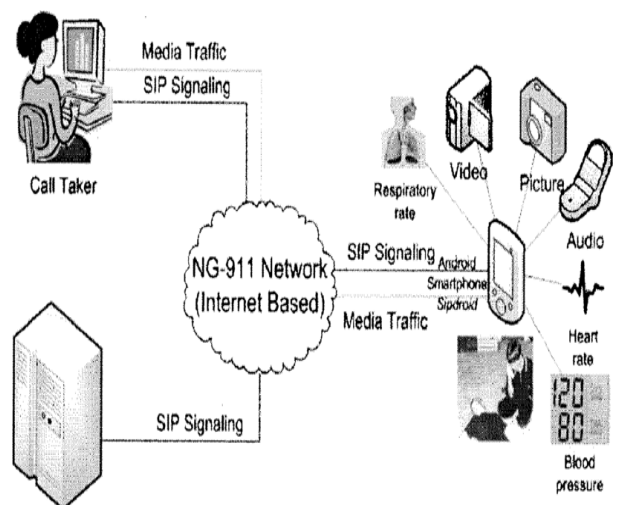 Media Traffic
SIP Signaling
Call Taker
Respiratory
rate
Video
Picture
Audio
NG-911 Network
(Internet Based)
SIP Signaling
Android
Smartphone
Sipdroid
Media Traffic
Heart
rate
120
80
Blood
pressure
SIP Signaling